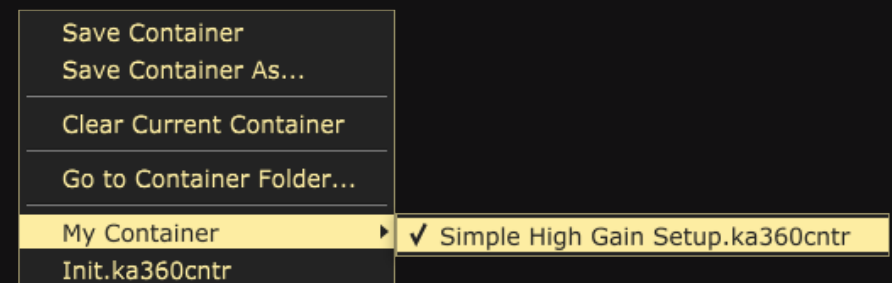 Save Container
Save Container As...
Clear Current Container
Go to Container Folder...
My Container
Simple High Gain Setup.ka360cntr
Init.ka360cntr